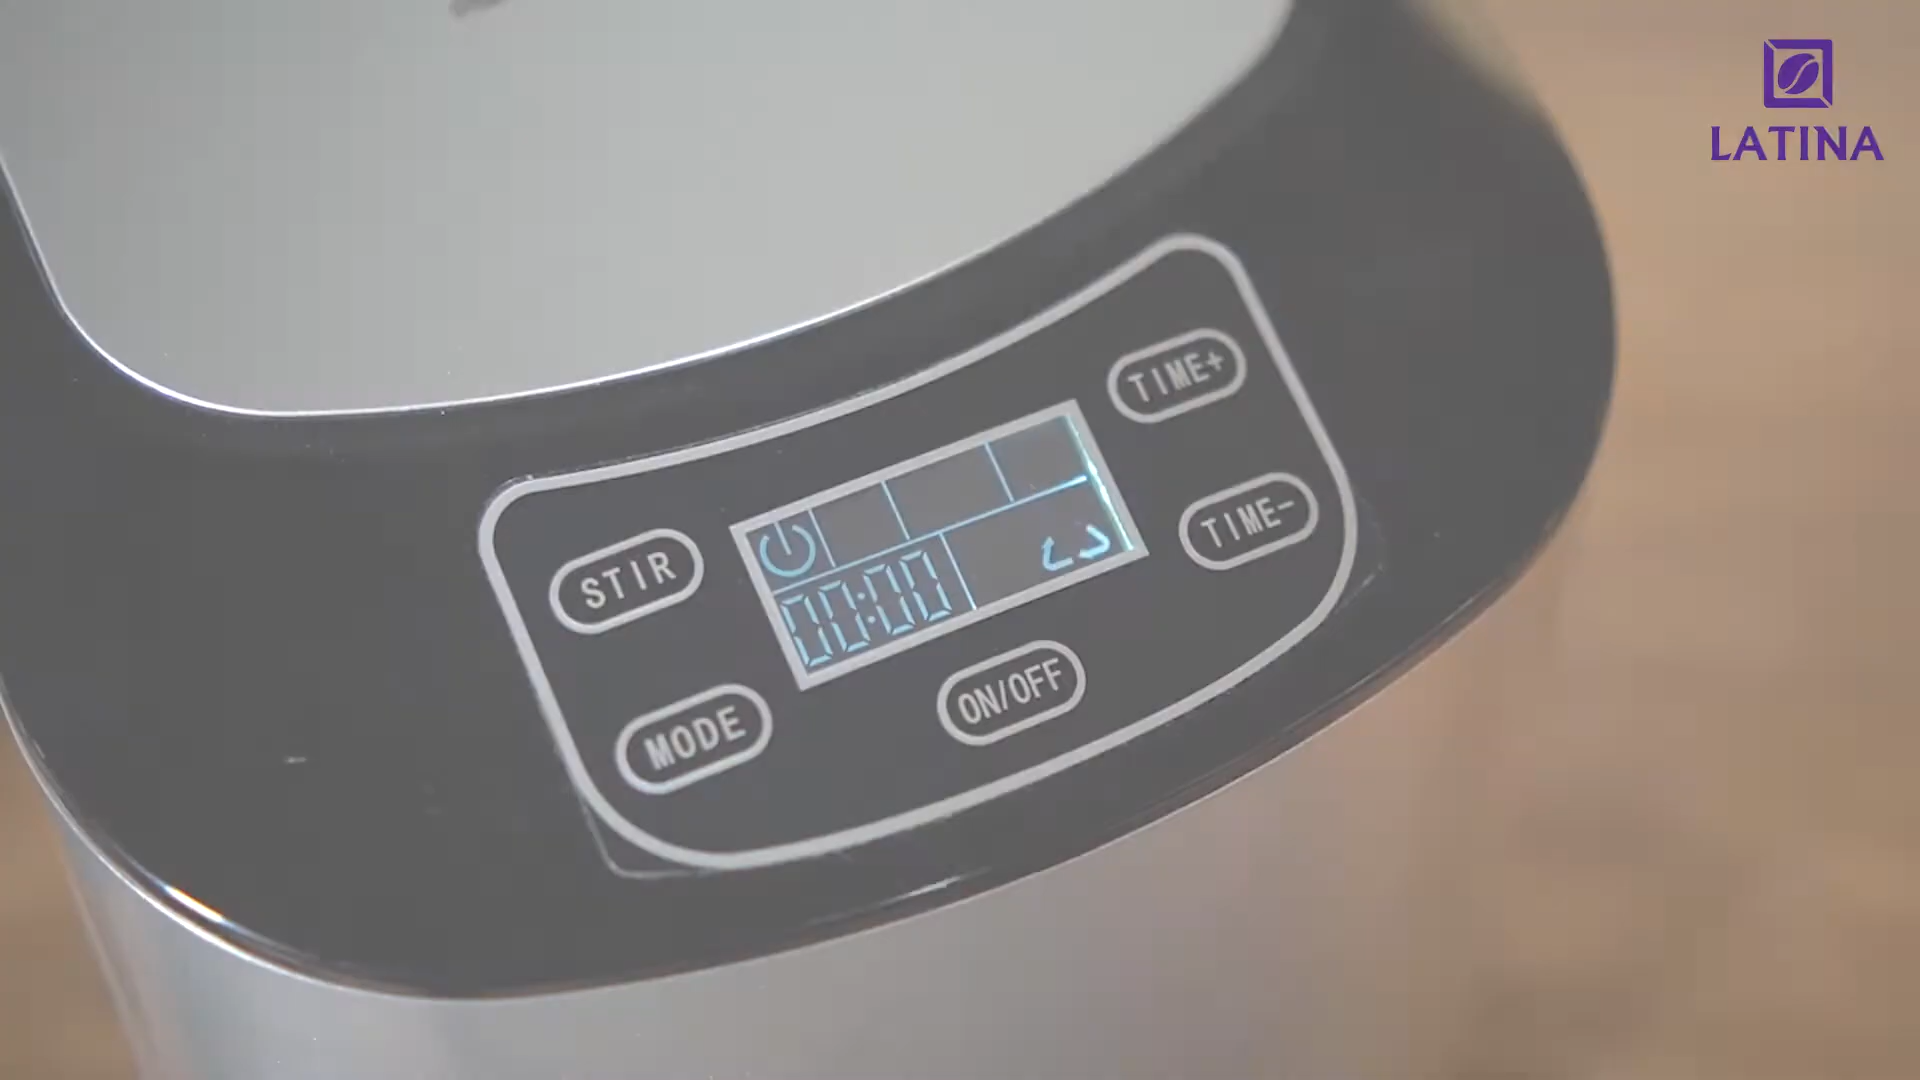 LATINA
TIME+
TIME-
STIR
00:00
ON/OFF
MODE